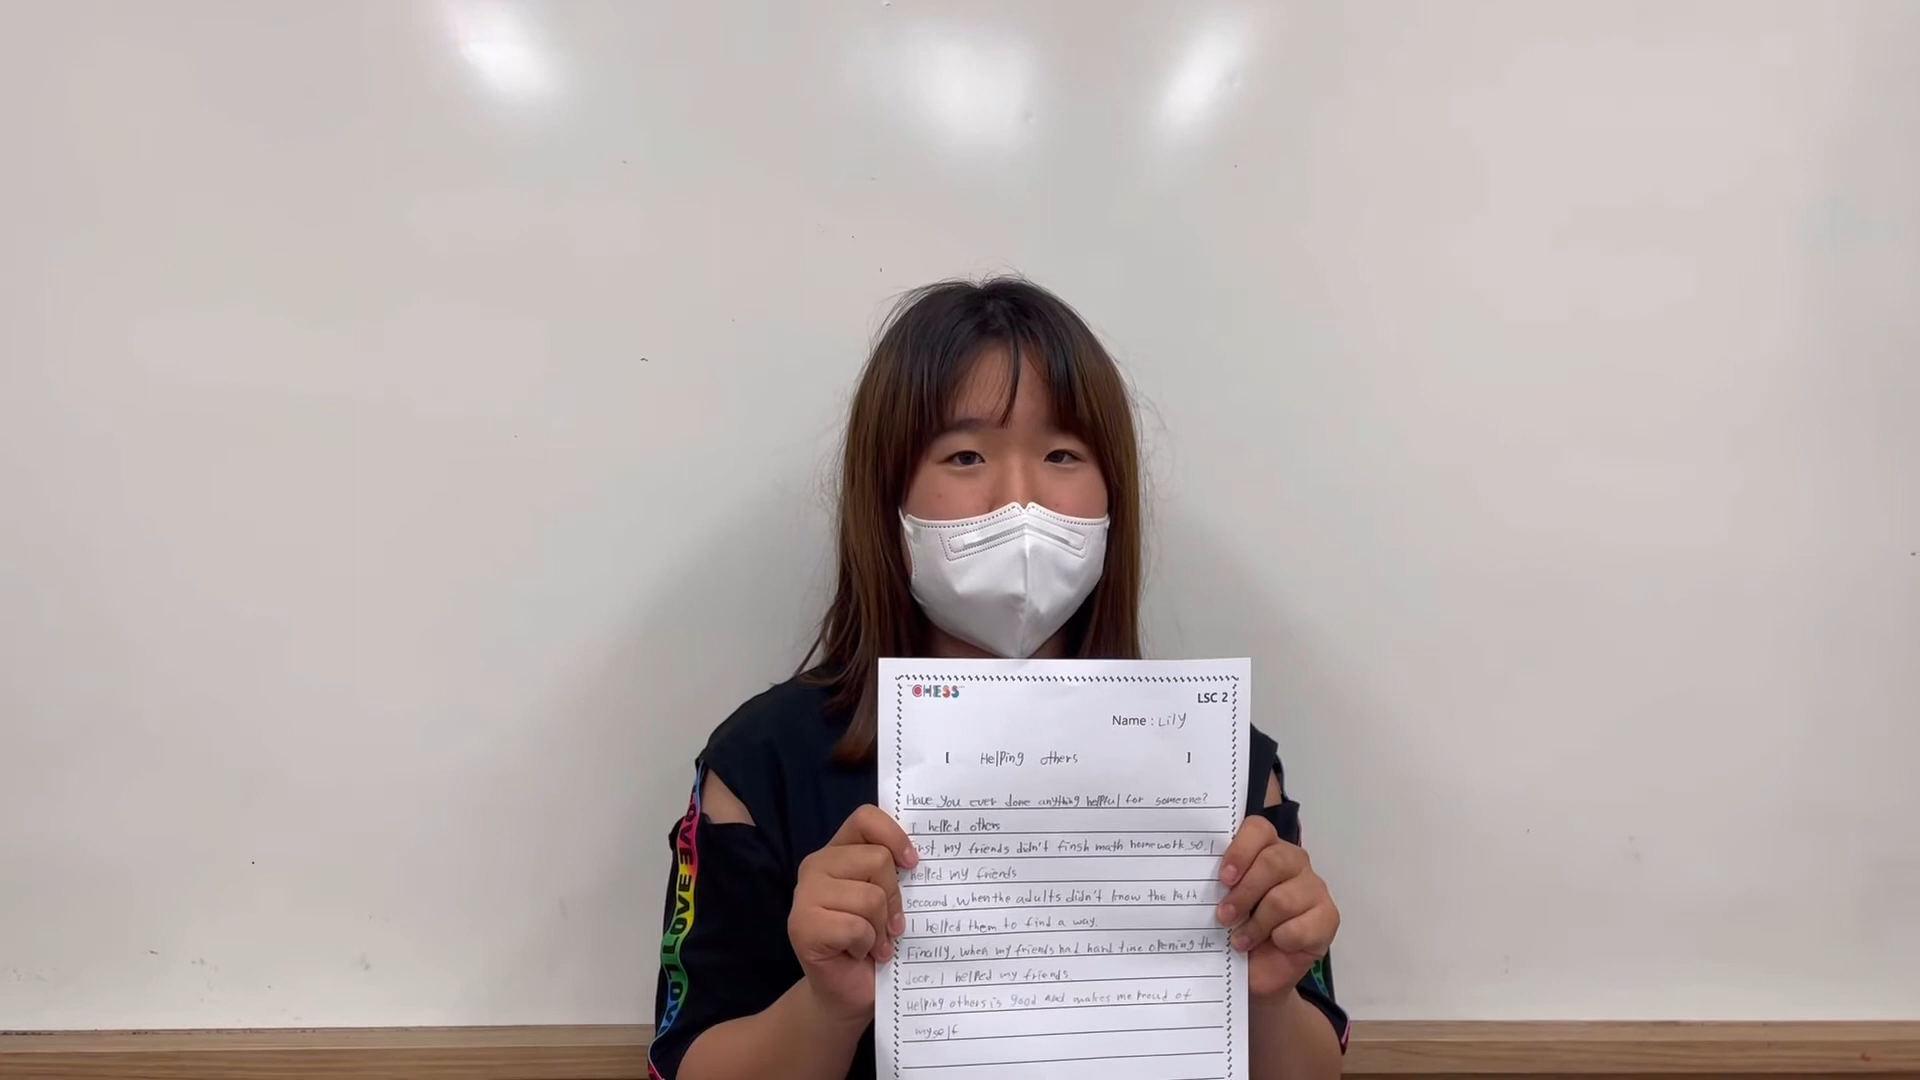 CHESS
LSC 2
Name : Lily
[ Helping others ]
Have you ever done anything helpful for someone?
I helped others
First, my friends didn't finsh math homework, so, I
helped my friends
secound, when the adults didn't know the path
I helped them to find a way.
Finally, when my friends had hard time opening the
door, I helped my friends
Helping others is good and makes me proud of
myself
LOVE
LOVE